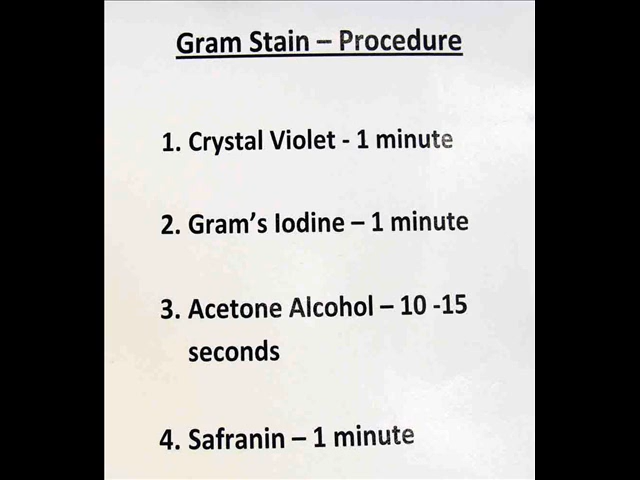 Gram Stain – Procedure
1. Crystal Violet - 1 minute
2. Gram's Iodine – 1 minute
3. Acetone Alcohol – 10 -15
seconds
4. Safranin – 1 minute